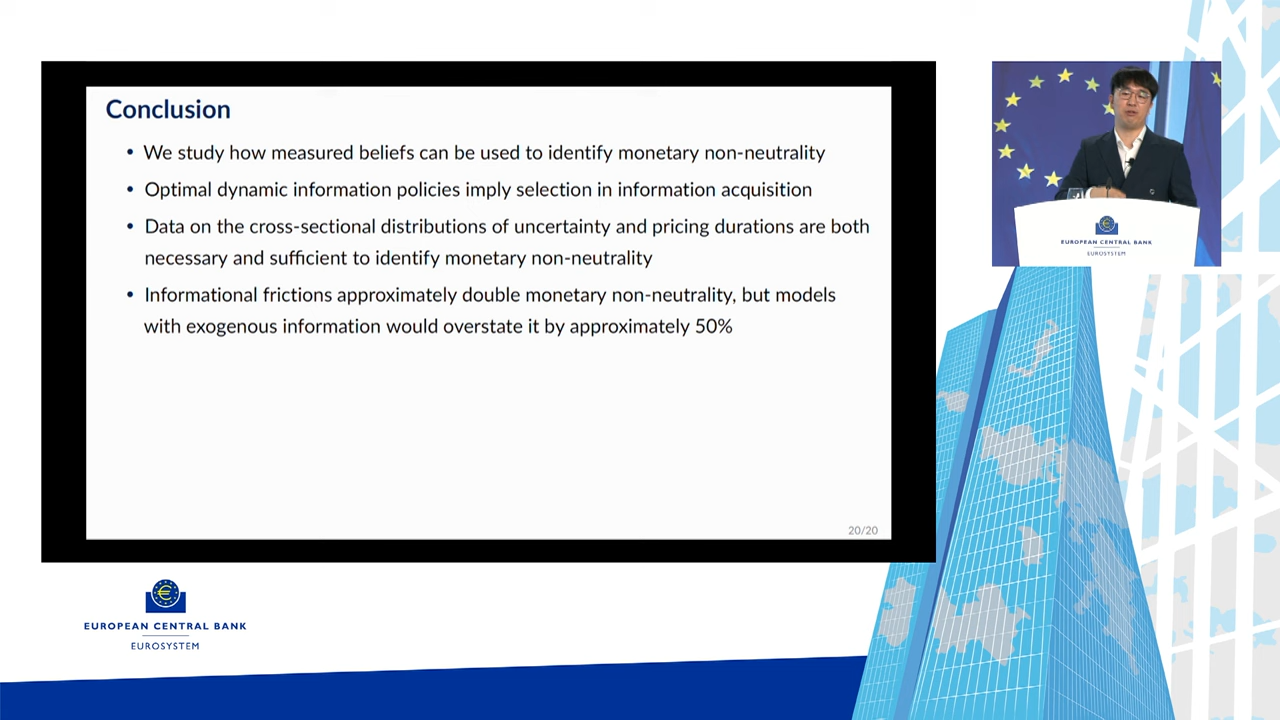 Conclusion
• We study how measured beliefs can be used to identify monetary non-neutrality
• Optimal dynamic information policies imply selection in information acquisition
• Data on the cross-sectional distributions of uncertainty and pricing durations are both
necessary and sufficient to identify monetary non-neutrality
• Informational frictions approximately double monetary non-neutrality, but models
with exogenous information would overstate it by approximately 50%
20/20
EUROPEAN CENTRAL BANK
EUROSYSTEM
EUROPEAN CENTRAL BANK
EUROSYSTEM